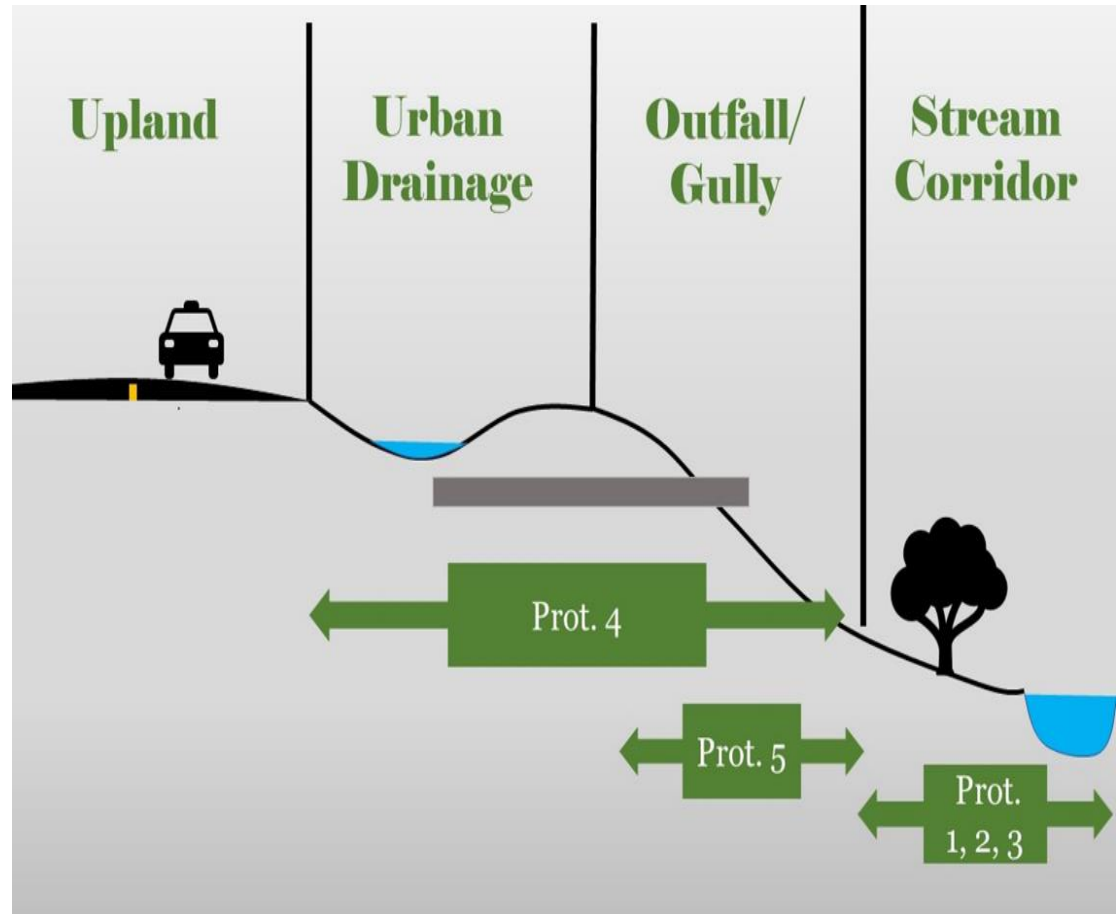 Upland
Urban
Drainage
Outfall/
Gully
Stream
Corridor
Prot. 4
Prot. 5
Prot.
1, 2, 3